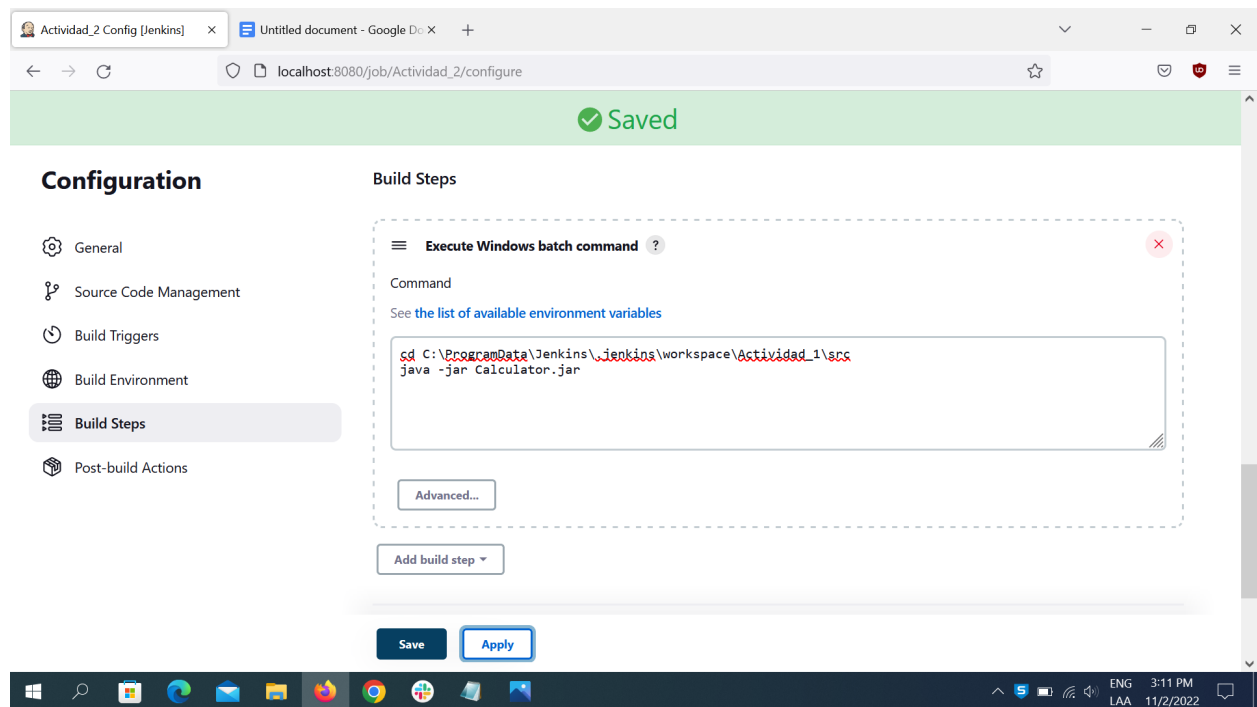 Actividad_2 Config [Jenkins]
Untitled document - Google Do
localhost:8080/job/Actividad_2/configure
Saved
Configuration
General
Source Code Management
Build Triggers
Build Environment
Build Steps
Post-build Actions
Build Steps
Execute Windows batch command ?
Command
See the list of available environment variables
cd C:\ProgramData\Jenkins\.jenkins\workspace\Actividad_1\src
java -jar Calculator.jar
Advanced...
Add build step
Save Apply
ENG 3:11 PM
LAA 11/2/2022